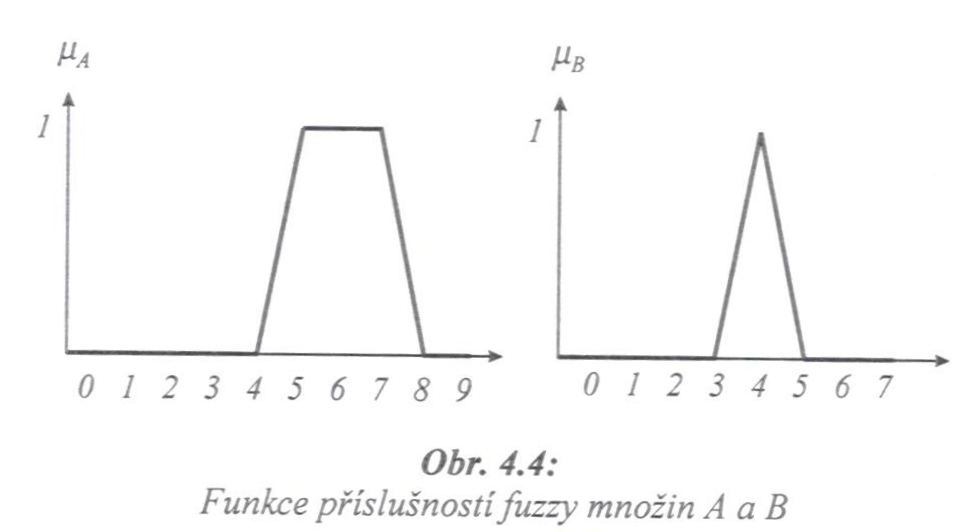 μA μB
1 1
0 1 2 3 4 5 6 7 8 9 0 1 2 3 4 5 6 7
Obr. 4.4:
Funkce příslušností fuzzy množin A a B